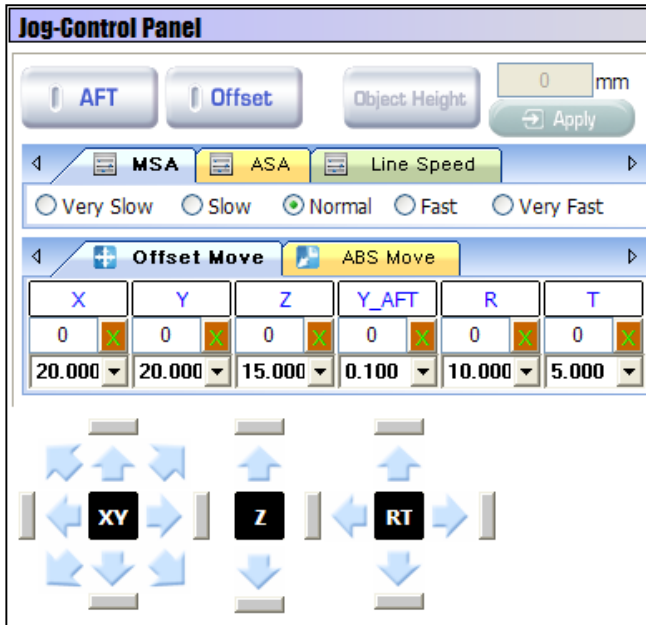 Jog-Control Panel
AFT Offset Object Height 0 mm
Apply
MSA ASA Line Speed
Very Slow Slow Normal Fast Very Fast
Offset Move ABS Move
X Y Z Y_AFT R T
0 X 0 X 0 X 0 X 0 X 0 X
20.000 20.000 15.000 0.100 10.000 5.000
XY Z RT